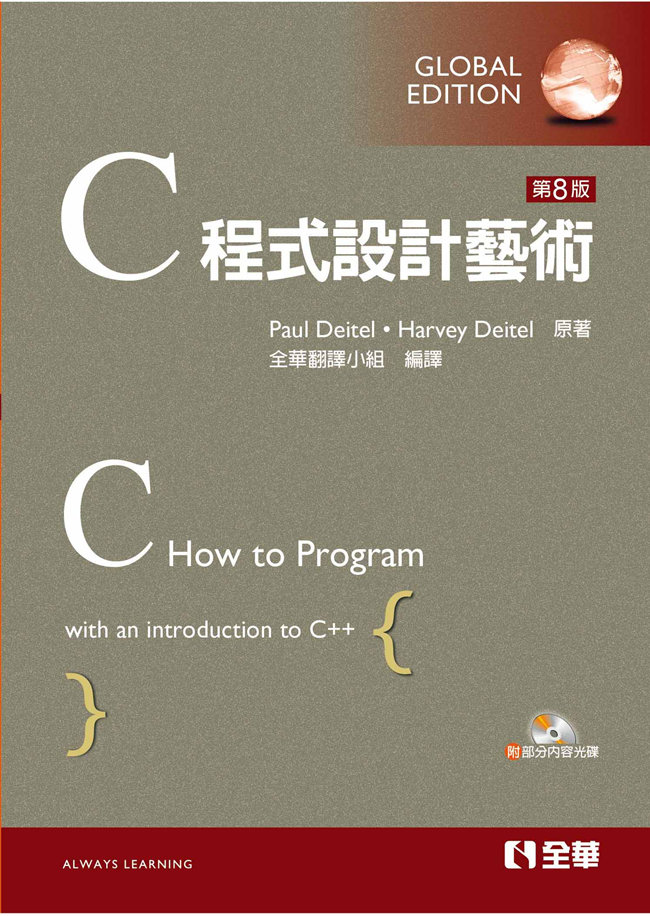 GLOBAL
EDITION
第8版
C 程式設計藝術
Paul Deitel • Harvey Deitel 原著
全華翻譯小組 編譯
C How to Program
with an introduction to C++ {
}
附部分內容光碟
ALWAYS LEARNING
全華